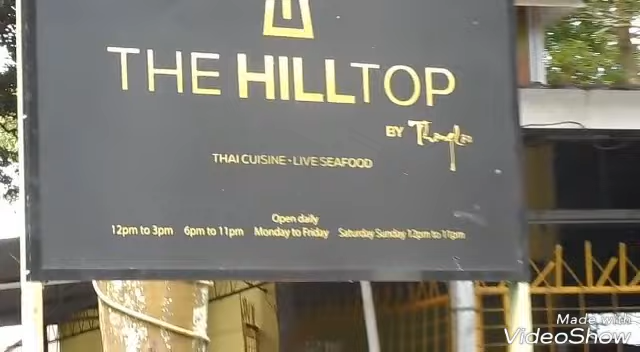 THE HILLTOP
BY
THAI CUISINE - LIVE SEAFOOD
Open daily
12pm to 3pm 6pm to 11pm Monday to Friday Saturday Sunday 12pm to 11pm
Made with
VideoShow